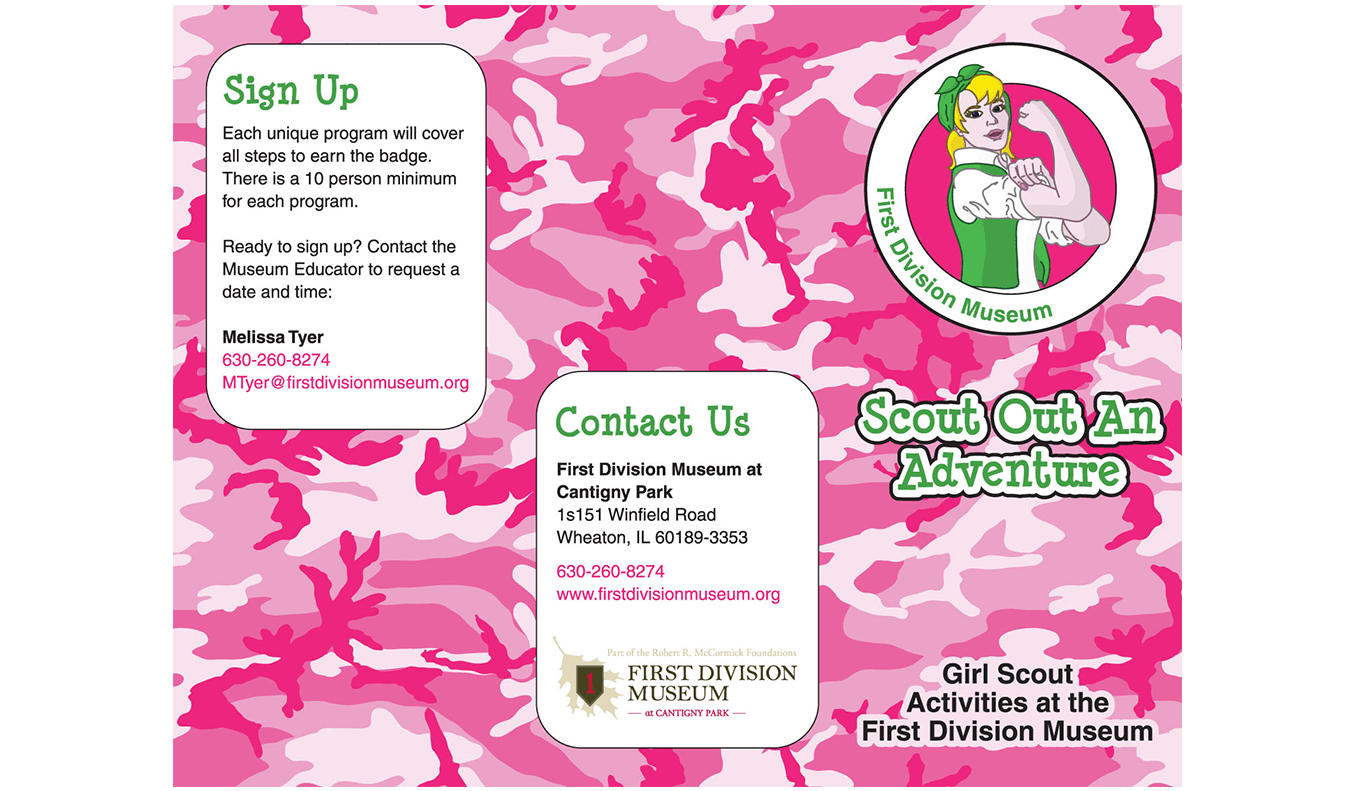 Sign Up
Each unique program will cover
all steps to earn the badge.
There is a 10 person minimum
for each program.
Ready to sign up? Contact the
Museum Educator to request a
date and time:
Melissa Tyer
630-260-8274
MTyer@firstdivisionmuseum.org
Contact Us
First Division Museum at
Cantigny Park
1s151 Winfield Road
Wheaton, IL 60189-3353
630-260-8274
www.firstdivisionmuseum.org
Part of the Robert R. McCormick Foundations
1
FIRST DIVISION
MUSEUM
at CANTIGNY PARK
First Division Museum
Scout Out An
Adventure
Girl Scout
Activities at the
First Division Museum